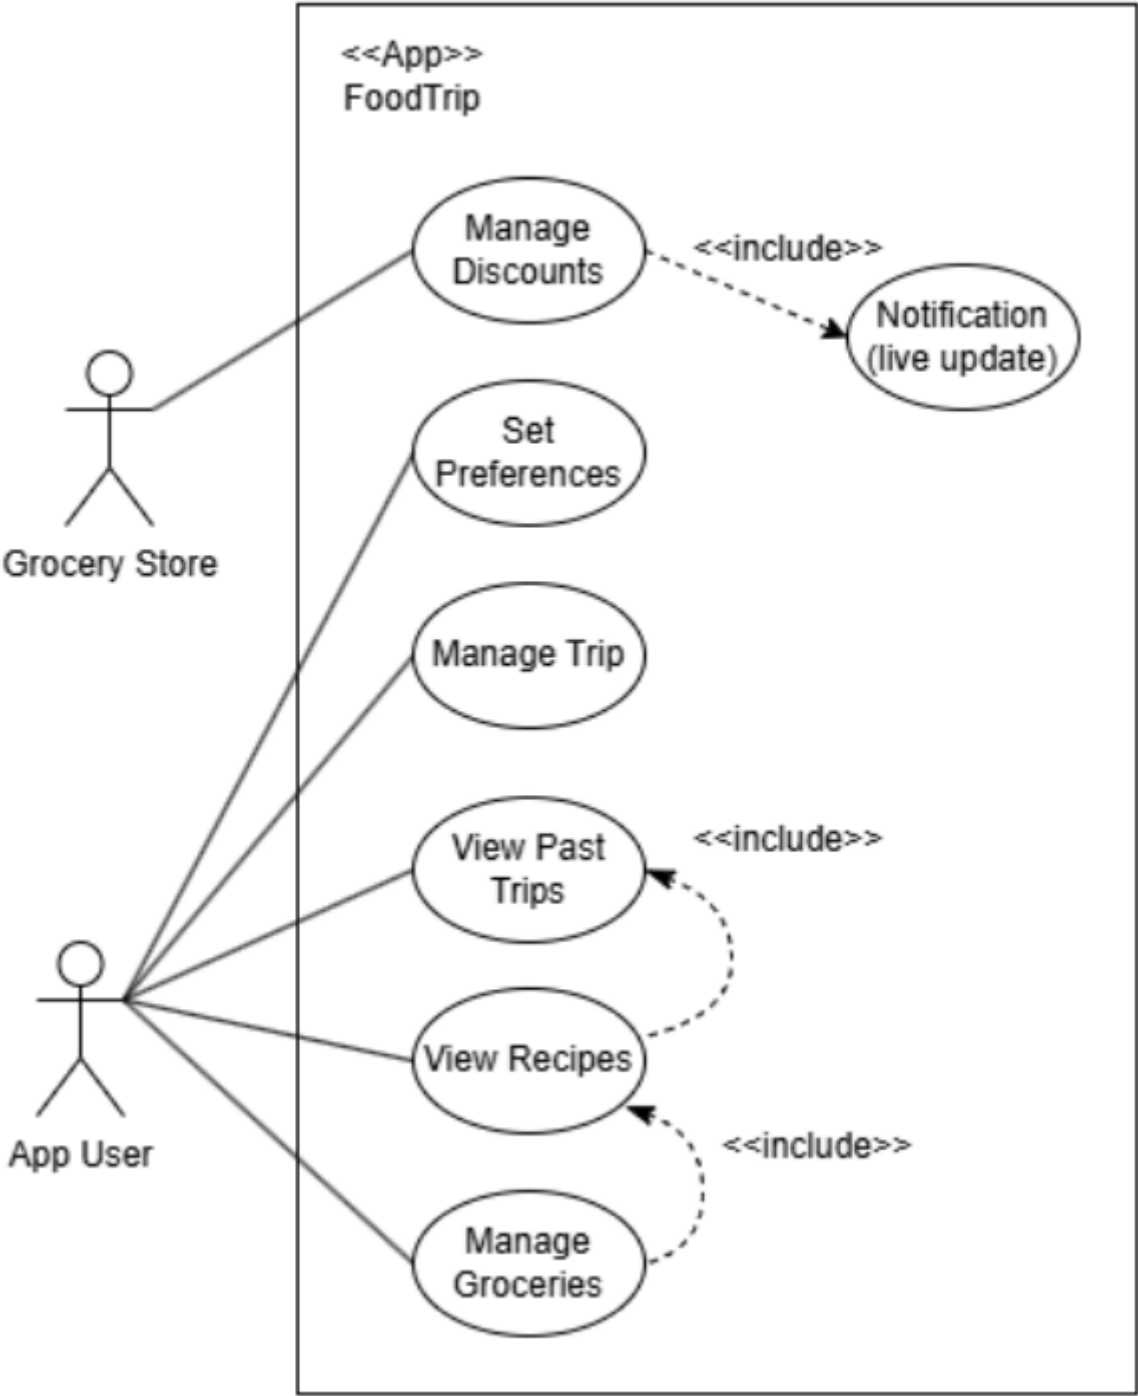 <<App>>
FoodTrip
Manage
Discounts
<<include>>
Notification
(live update)
Set
Preferences
Grocery Store
Manage Trip
View Past
Trips
<<include>>
View Recipes
<<include>>
App User
Manage
Groceries